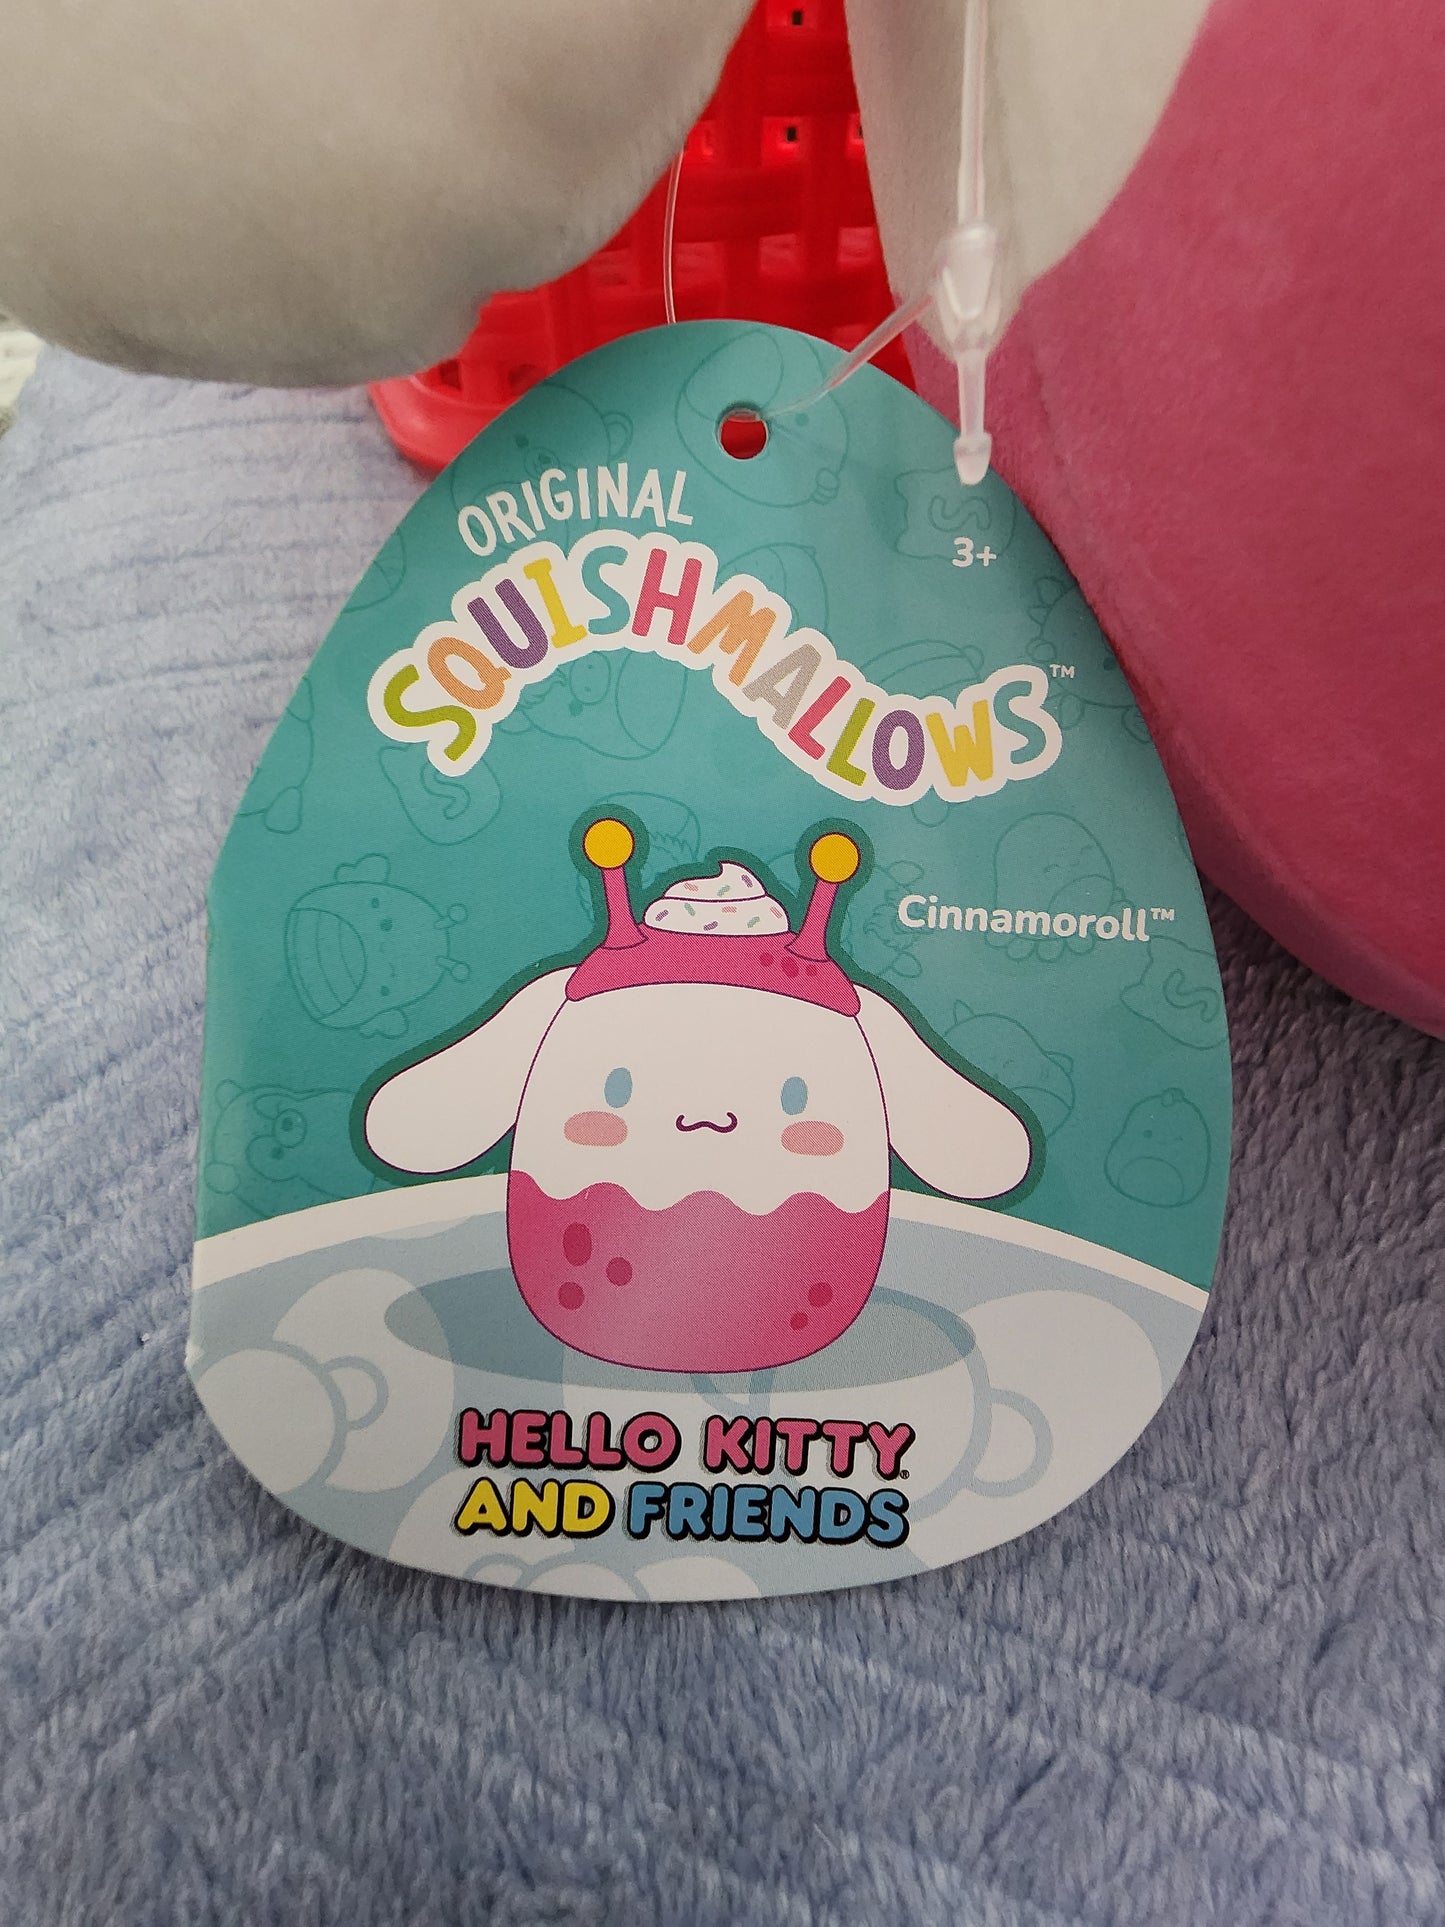 ORIGINAL
SQUISHMALLOWS™
3+
Cinnamoroll™
HELLO KITTY®
AND FRIENDS